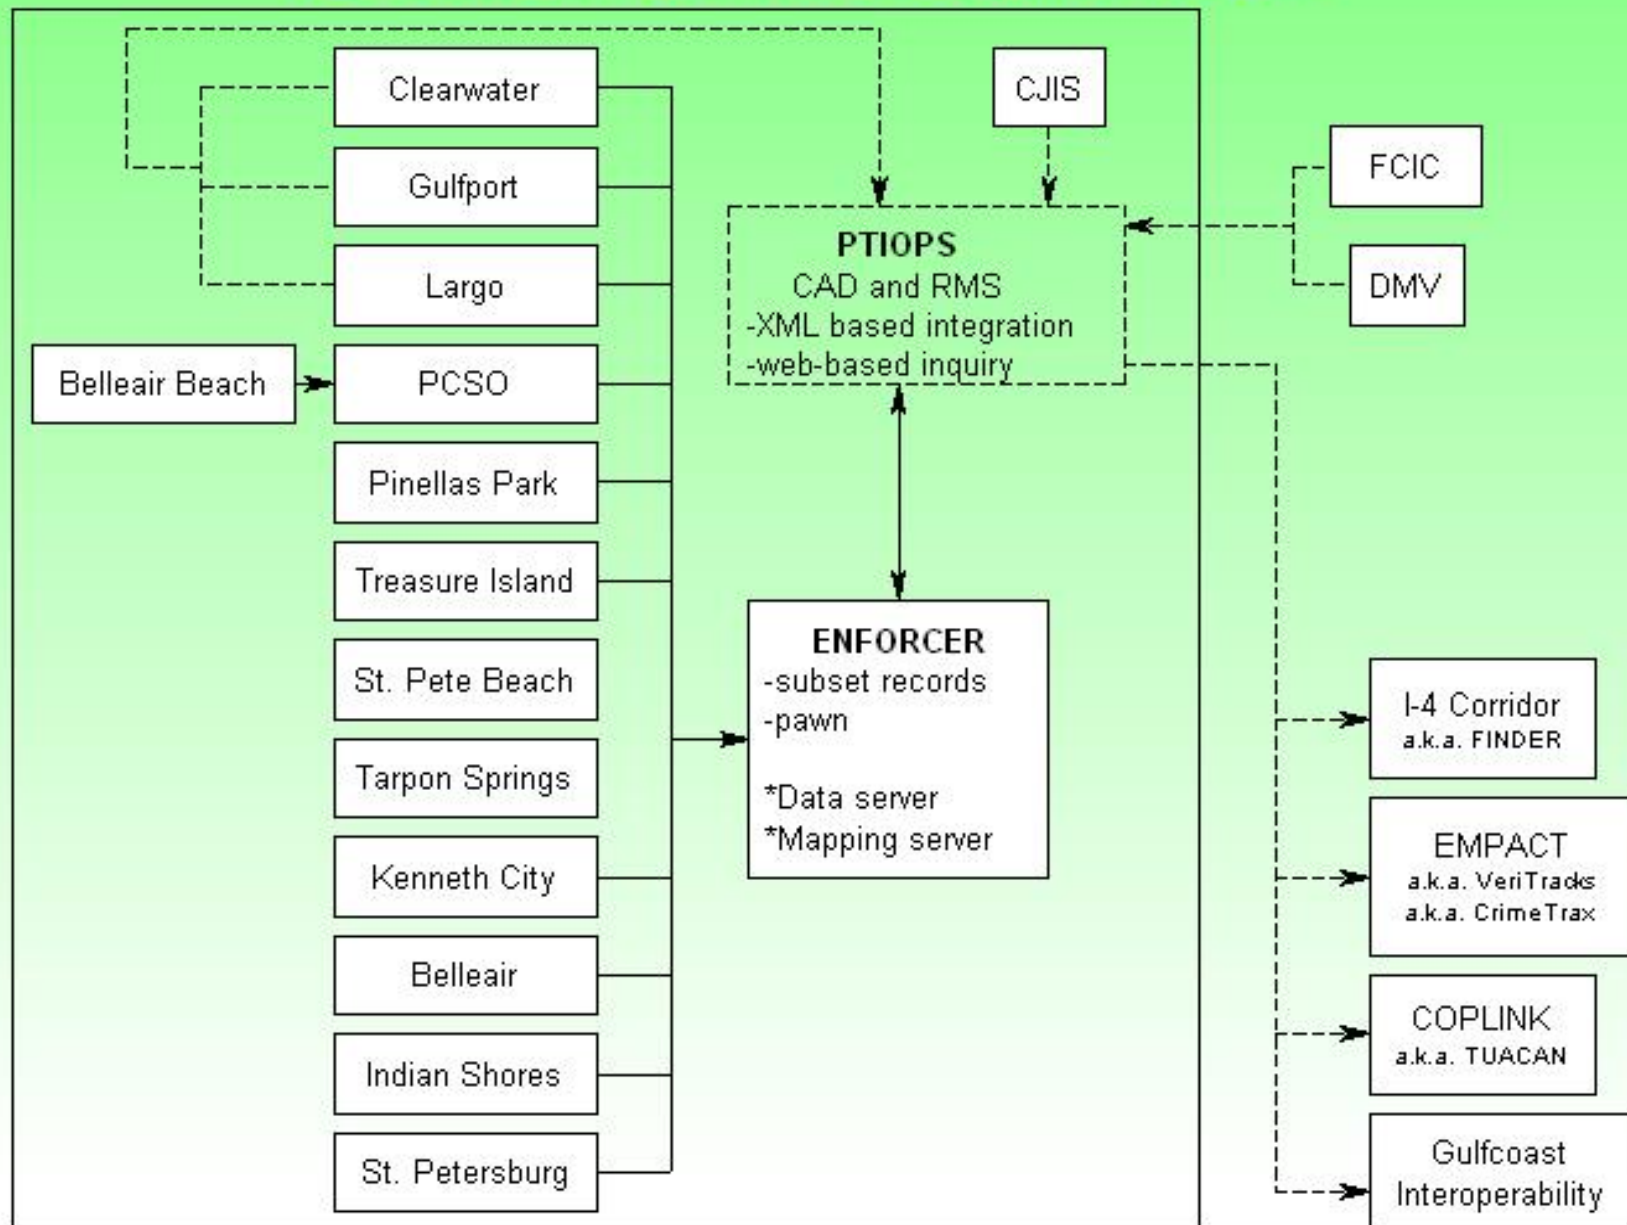 Clearwater
Gulfport
Largo
Belleair Beach
PCSO
Pinellas Park
Treasure Island
St. Pete Beach
Tarpon Springs
Kenneth City
Belleair
Indian Shores
St. Petersburg
CJIS
PTIOPS
CAD and RMS
-XML based integration
-web-based inquiry
FCIC
DMV
ENFORCER
-subset records
-pawn
*Data server
*Mapping server
I-4 Corridor
a.k.a. FINDER
EMPACT
a.k.a. VeriTracks
a.k.a. CrimeTrax
COPLINK
a.k.a. TUACAN
Gulfcoast
Interoperability